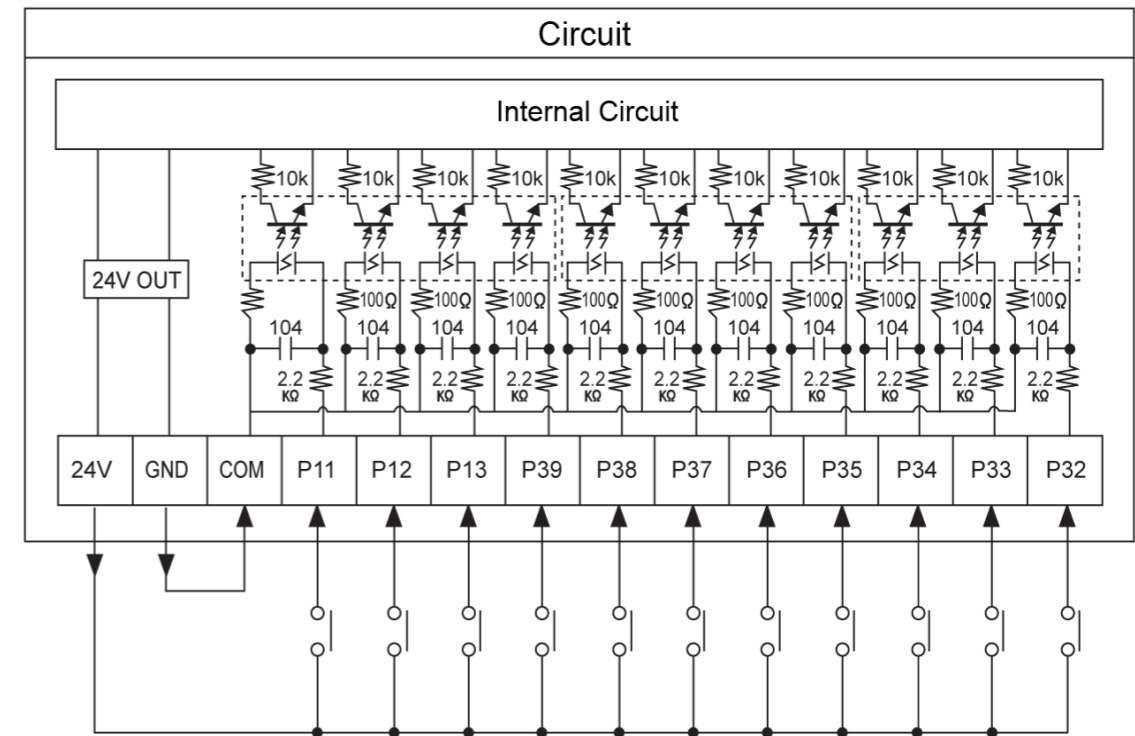 Circuit
Internal Circuit
10k 10k 10k 10k 10k 10k 10k 10k 10k 10k 10k
24V OUT
100Ω 100Ω 100Ω 100Ω 100Ω 100Ω 100Ω 100Ω 100Ω 100Ω
104 104 104 104 104 104 104 104 104 104 104
2.2 2.2 2.2 2.2 2.2 2.2 2.2 2.2 2.2 2.2 2.2
KΩ KΩ KΩ KΩ KΩ KΩ KΩ KΩ KΩ KΩ KΩ
24V GND COM P11 P12 P13 P39 P38 P37 P36 P35 P34 P33 P32